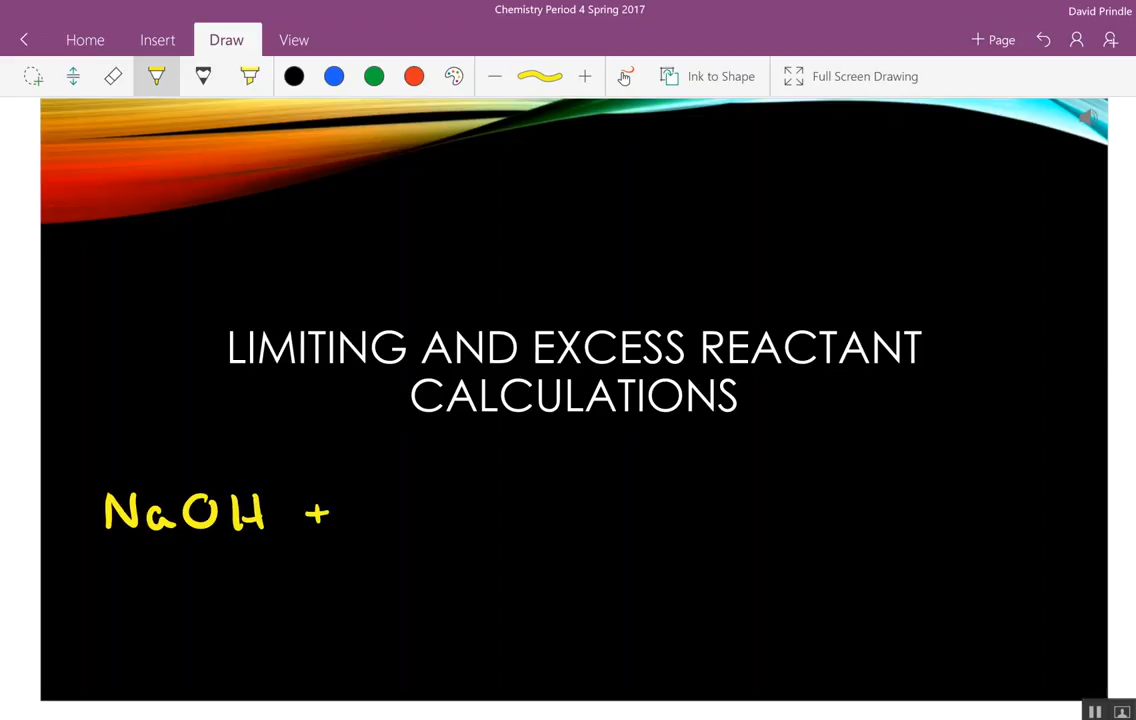 Chemistry Period 4 Spring 2017
David Prindle
Home Insert Draw View
Page
Ink to Shape Full Screen Drawing
LIMITING AND EXCESS REACTANT
CALCULATIONS
NaOH +